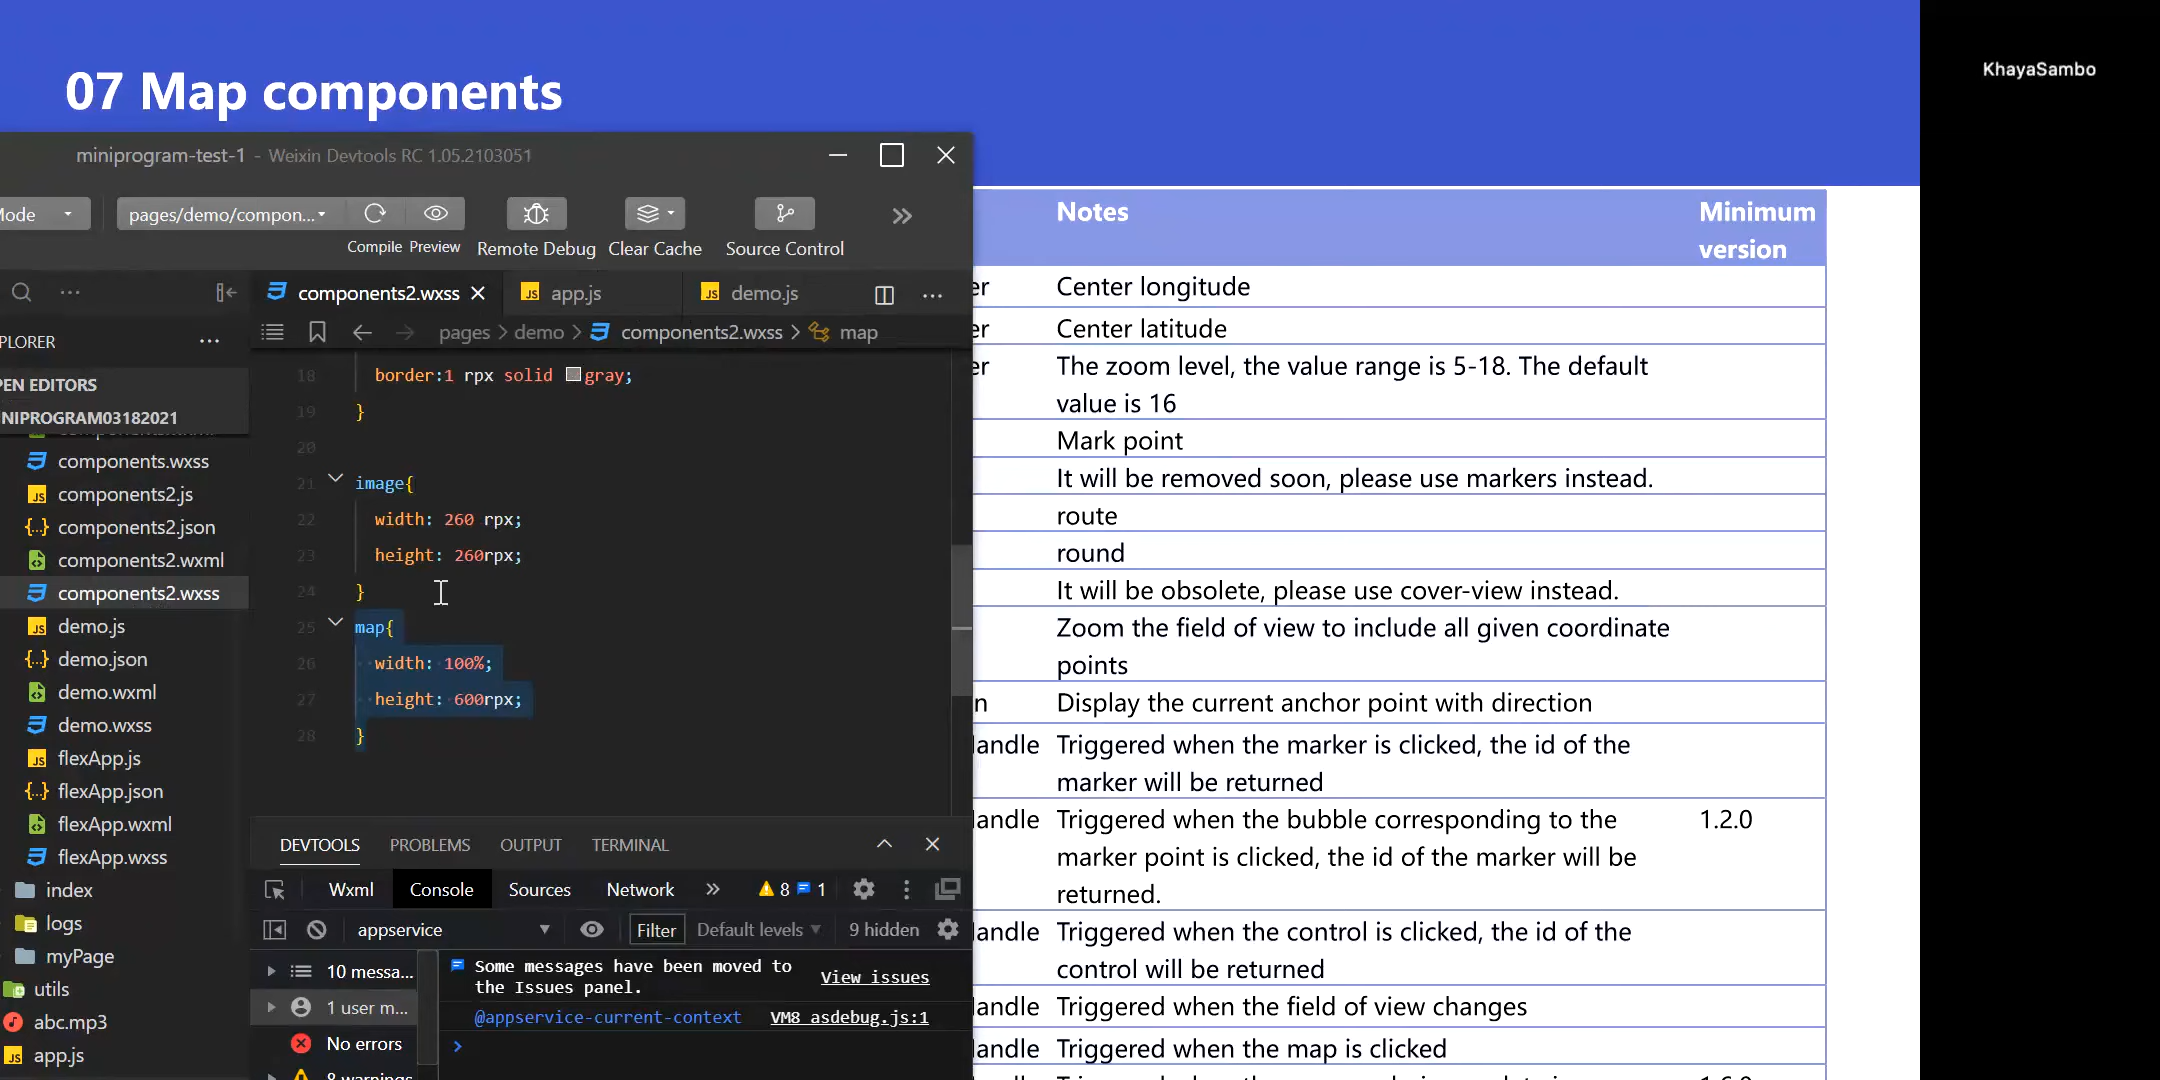 07 Map components
KhayaSambo
miniprogram-test-1 - Weixin Devtools RC 1.05.2103051
pages/demo/compon...
Compile Preview Remote Debug Clear Cache Source Control
components2.wxss app.js demo.js
pages > demo > components2.wxss > map
NIPROGRAM03182021
components.wxss
components2.js
components2.json
components2.wxml
components2.wxss
demo.js
demo.json
demo.wxml
demo.wxss
flexApp.js
flexApp.json
flexApp.wxml
flexApp.wxss
index
logs
myPage
utils
abc.mp3
app.js
18 border:1 rpx solid gray;
19 }
20
21 image{
22 width: 260 rpx;
23 height: 260rpx;
24 }
25 map{
26 width: 100%;
27 height: 600rpx;
28 }
DEVTOOLS PROBLEMS OUTPUT TERMINAL
Wxml Console Sources Network 8 1
appservice Filter Default levels 9 hidden
10 messa...
1 user m...
No errors
8 warnings
Some messages have been moved to
the Issues panel.
View issues
@appservice-current-context VM8 asdebug.js:1
Notes Minimum
version
er Center longitude
er Center latitude
er The zoom level, the value range is 5-18. The default
value is 16
Mark point
It will be removed soon, please use markers instead.
route
round
It will be obsolete, please use cover-view instead.
Zoom the field of view to include all given coordinate
points
n Display the current anchor point with direction
andle Triggered when the marker is clicked, the id of the
marker will be returned
andle Triggered when the bubble corresponding to the 1.2.0
marker point is clicked, the id of the marker will be
returned.
andle Triggered when the control is clicked, the id of the
control will be returned
andle Triggered when the field of view changes
andle Triggered when the map is clicked